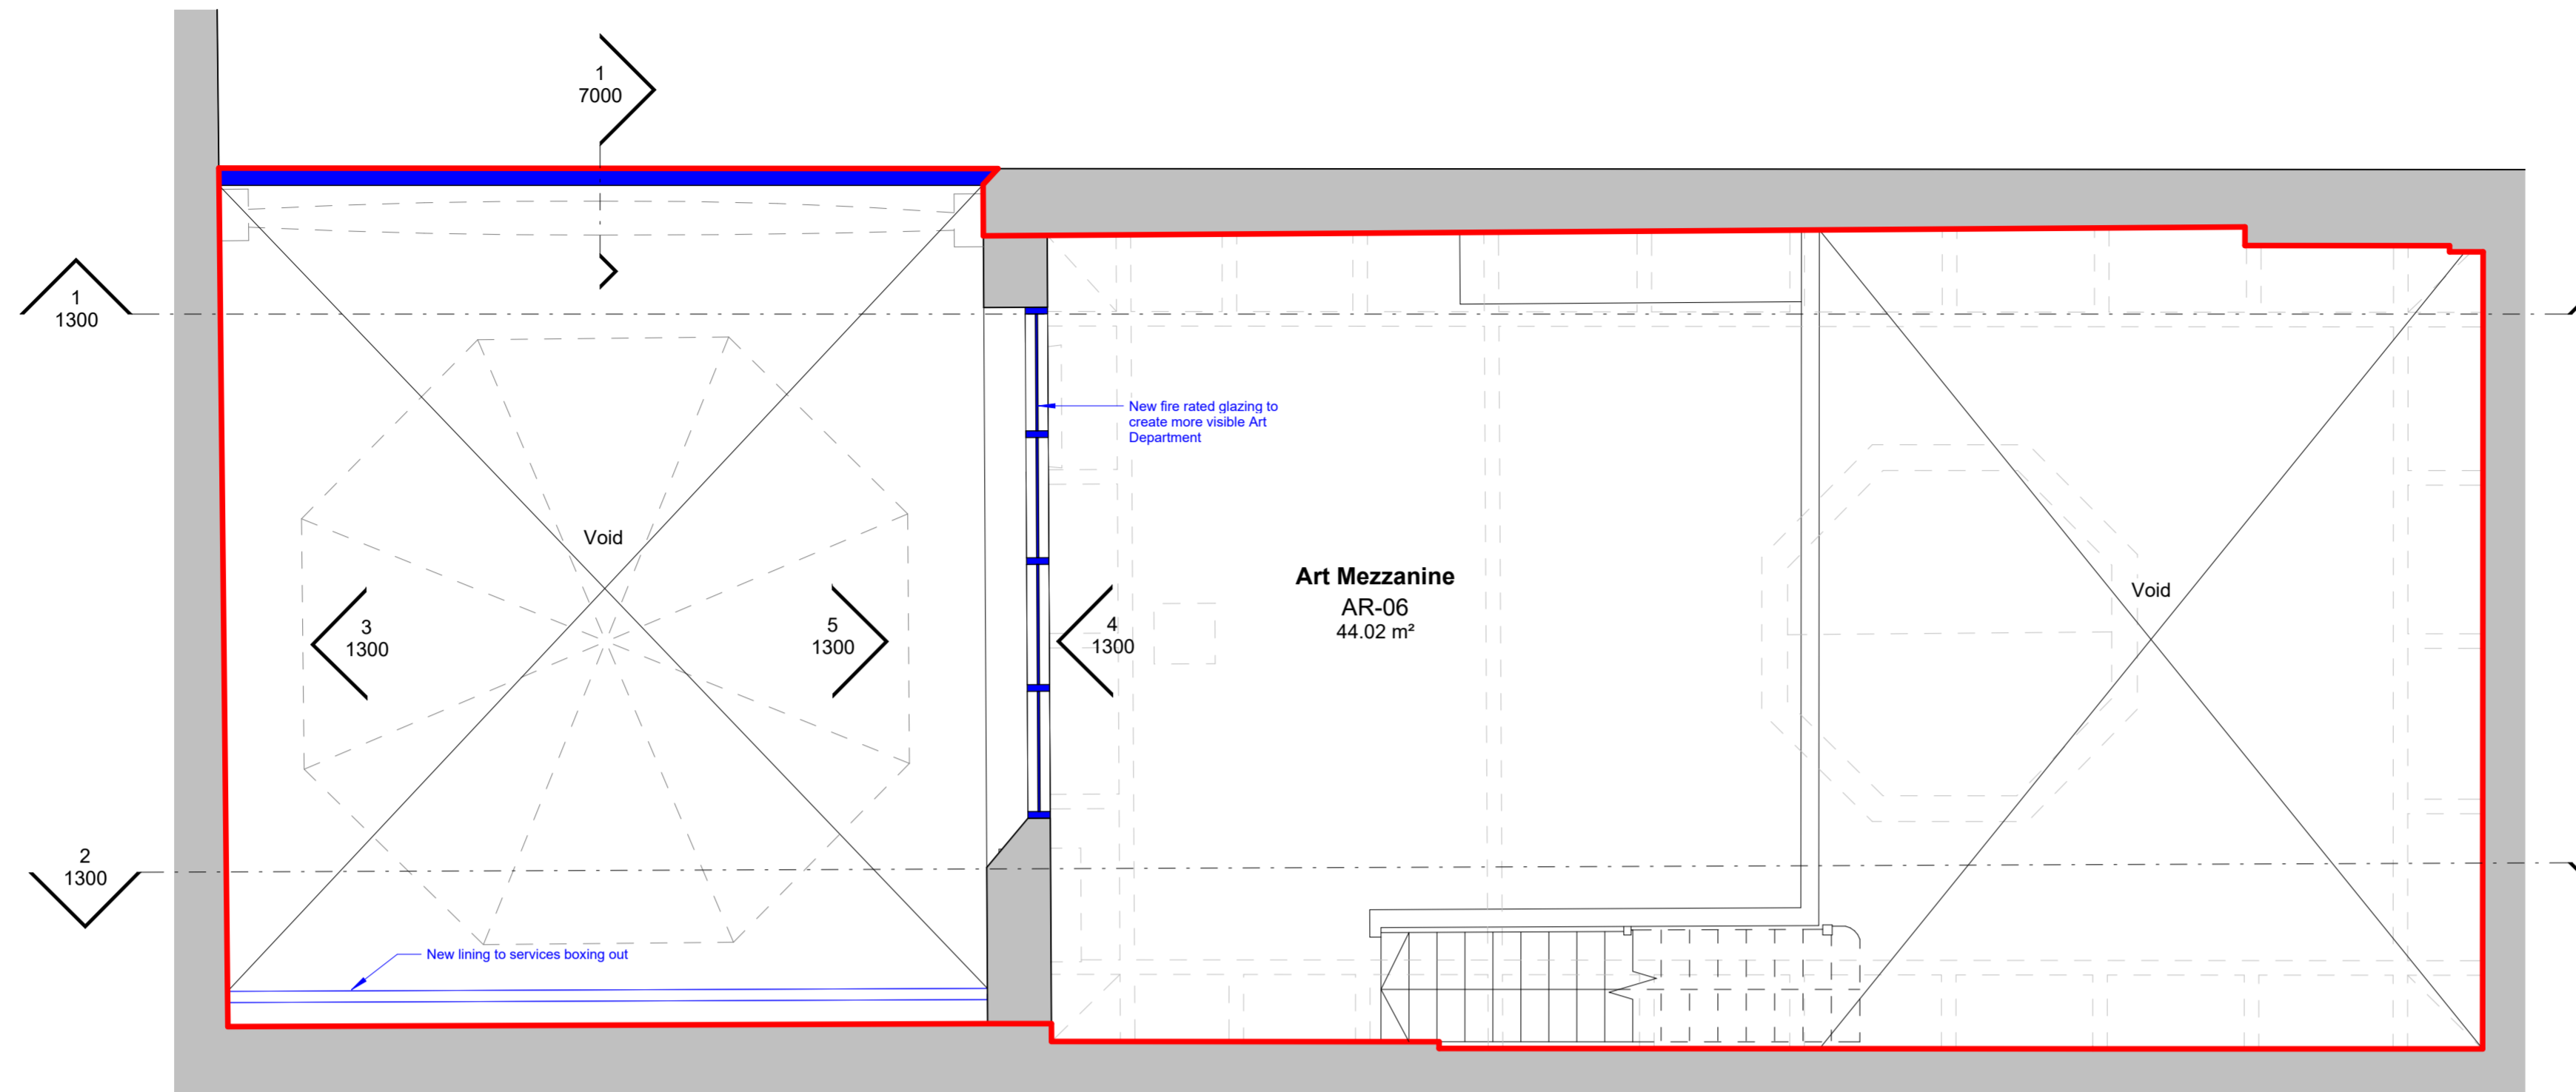 1
7000
1
1300
New fire rated glazing to
create more visible Art
Department
Void
Art Mezzanine
AR-06
44.02 m²
Void
3
1300
5
1300
4
1300
2
1300
New lining to services boxing out